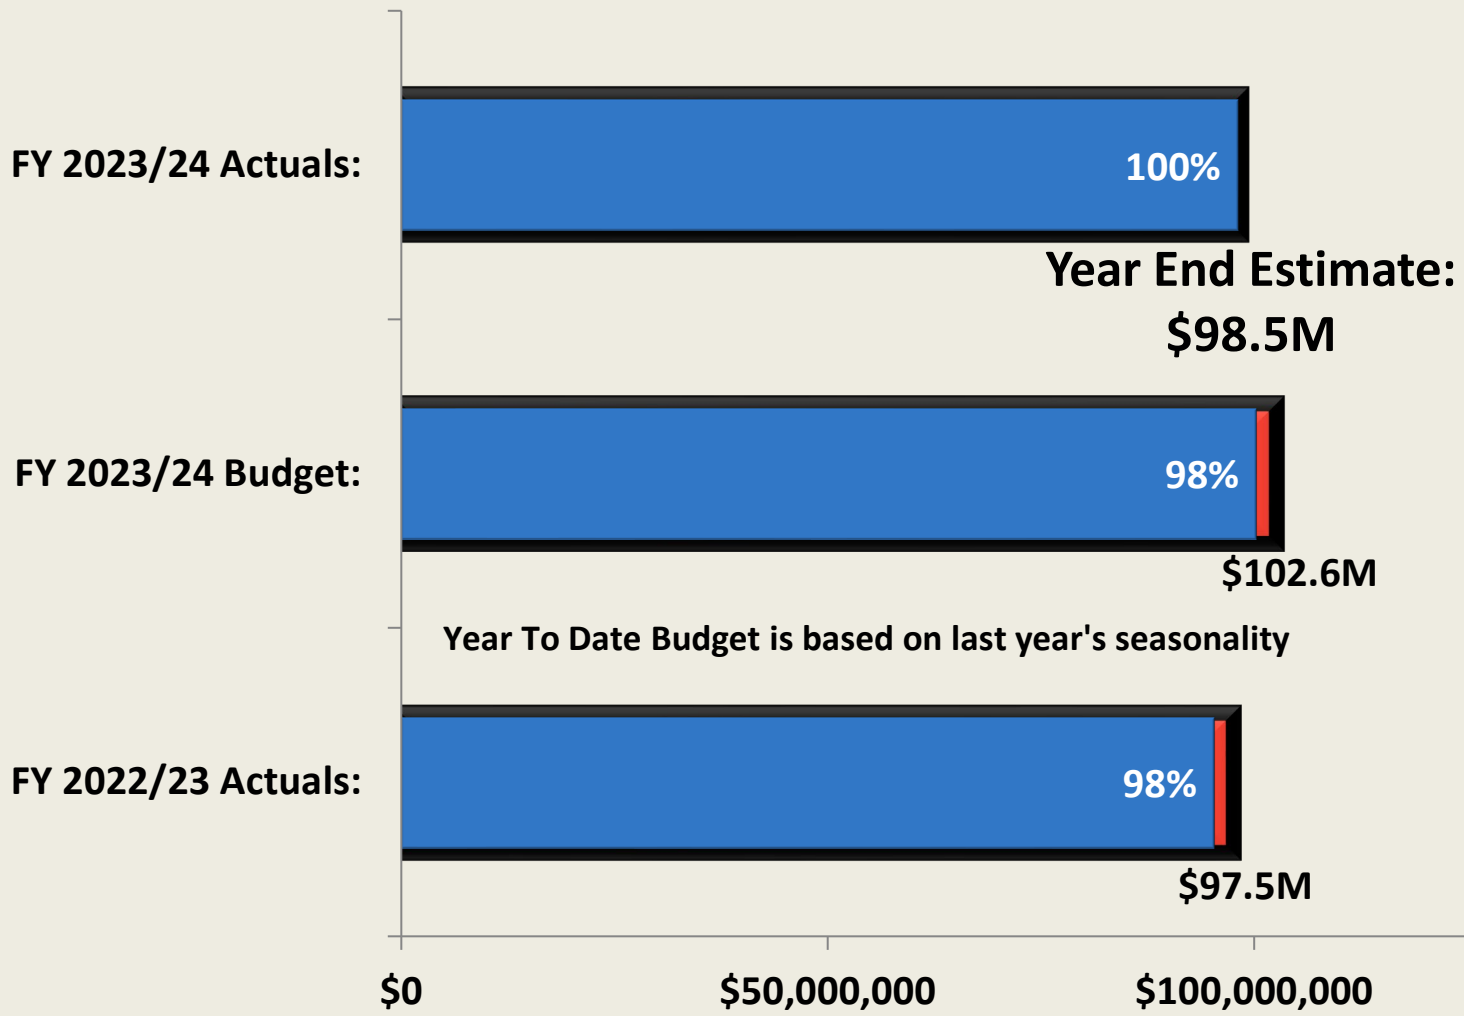 FY 2023/24 Actuals:
100%
Year End Estimate:
$98.5M
FY 2023/24 Budget:
98%
$102.6M
Year To Date Budget is based on last year's seasonality
FY 2022/23 Actuals:
98%
$97.5M
$0
$50,000,000
$100,000,000